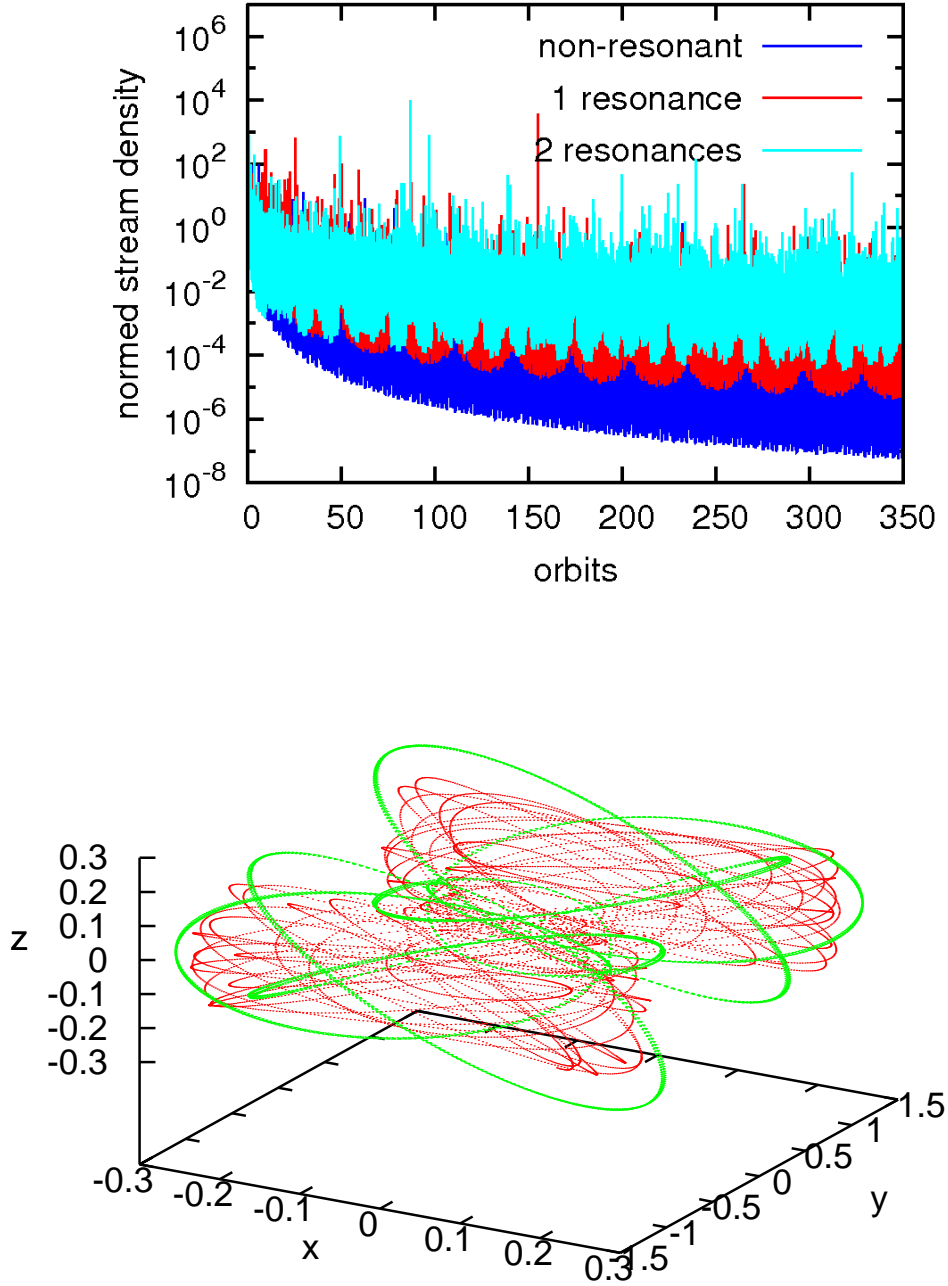 normed stream density
10^6
10^4
10^2
10^0
10^-2
10^-4
10^-6
10^-8
non-resonant
1 resonance
2 resonances
0 50 100 150 200 250 300 350
orbits
z
0.3
0.2
0.1
0
-0.1
-0.2
-0.3
-0.3 -0.2 -0.1 0 0.1 0.2 0.3
x
-1.5 -1 -0.5 0 0.5 1 1.5
y